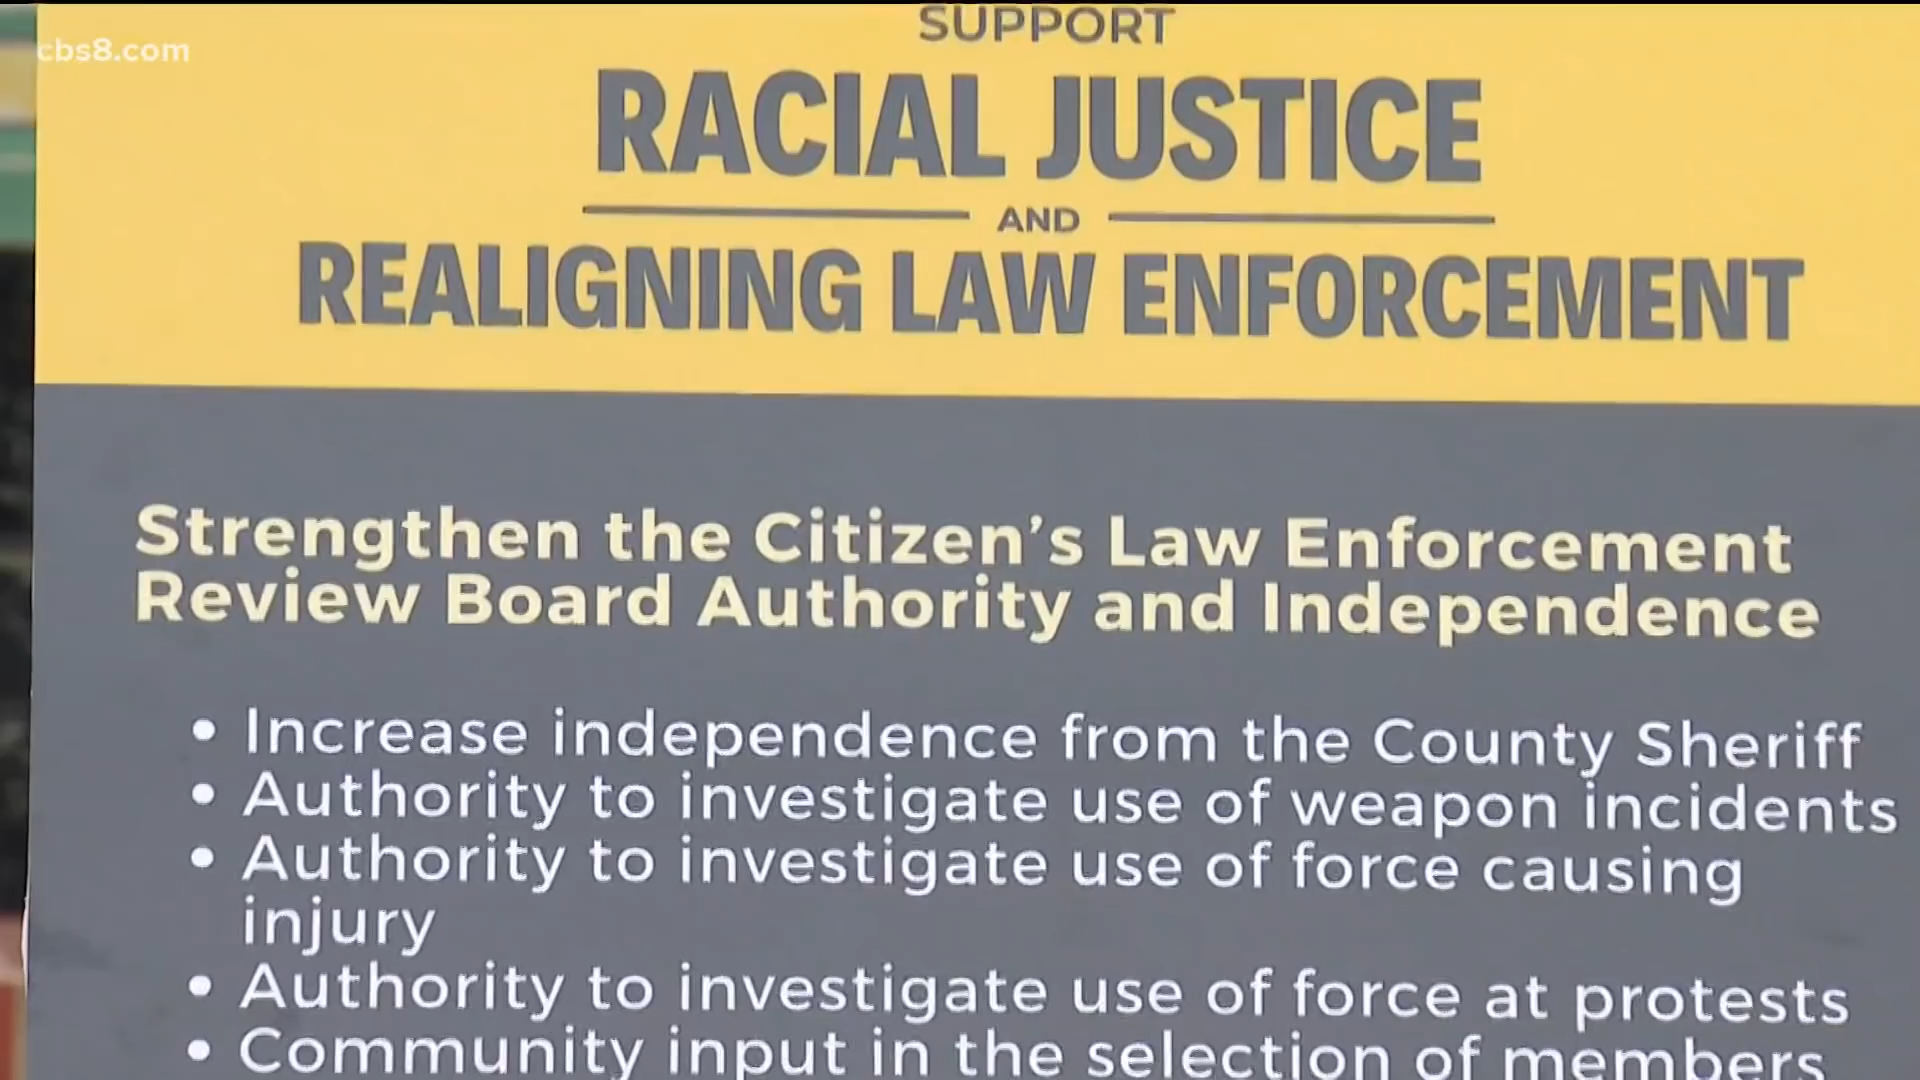 cbs8.com
SUPPORT
RACIAL JUSTICE
AND
REALIGNING LAW ENFORCEMENT
Strengthen the Citizen's Law Enforcement
Review Board Authority and Independence
• Increase independence from the County Sheriff
• Authority to investigate use of weapon incidents
• Authority to investigate use of force causing
injury
• Authority to investigate use of force at protests
• Community input in the selection of members